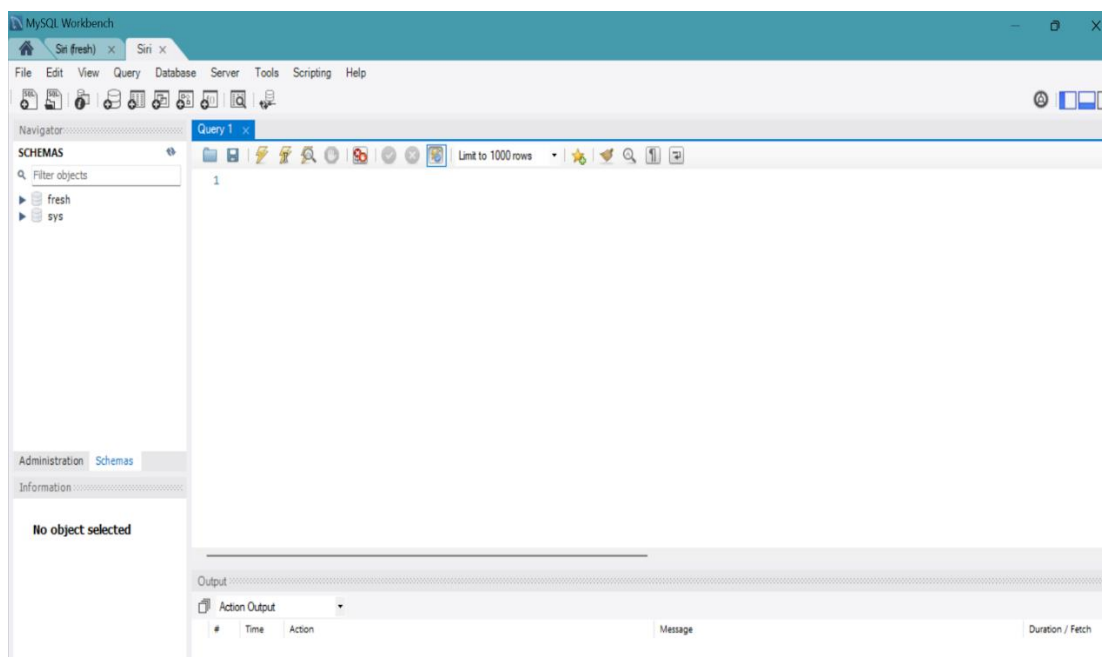 MySQL Workbench
Siri (fresh) Siri
File Edit View Query Database Server Tools Scripting Help
Navigator
Query 1
SCHEMAS
Limit to 1000 rows
Filter objects
1
fresh
sys
Administration Schemas
Information
No object selected
Output
Action Output
# Time Action Message Duration / Fetch